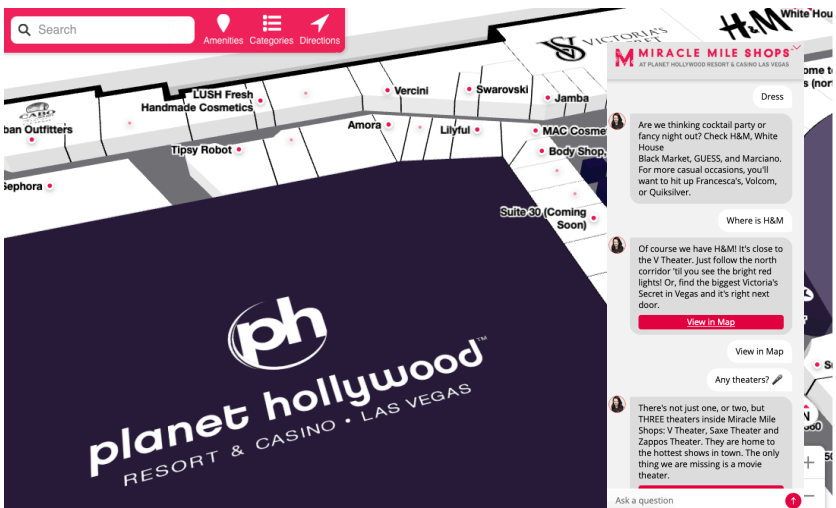 Search
Amenities
Categories
Directions
VICTORIA'S
H&M
White Hou
CABO
LUSH Fresh
Handmade Cosmetics
Vercini
Swarovski
Jamba
ban Outfitters
Amora
Lilyful
MAC Cosme
Tipsy Robot
Body Shop,
Sephora
Suite 30 (Coming
Soon)
ph
planet hollywood™
RESORT & CASINO • LAS VEGAS
MIRACLE MILE SHOPS
AT PLANET HOLLYWOOD RESORT & CASINO LAS VEGAS
Dress
Are we thinking cocktail party or
fancy night out? Check H&M, White
House
Black Market, GUESS, and Marciano.
For more casual occasions, you'll
want to hit up Francesca's, Volcom,
or Quiksilver.
Where is H&M
Of course we have H&M! It's close to
the V Theater. Just follow the north
corridor 'til you see the bright red
lights! Or, find the biggest Victoria's
Secret in Vegas and it's right next
door.
View in Map
View in Map
Any theaters? 🎤
There's not just one, or two, but
THREE theaters inside Miracle Mile
Shops: V Theater, Saxe Theater and
Zappos Theater. They are home to
the hottest shows in town. The only
thing we are missing is a movie
theater.
Ask a question